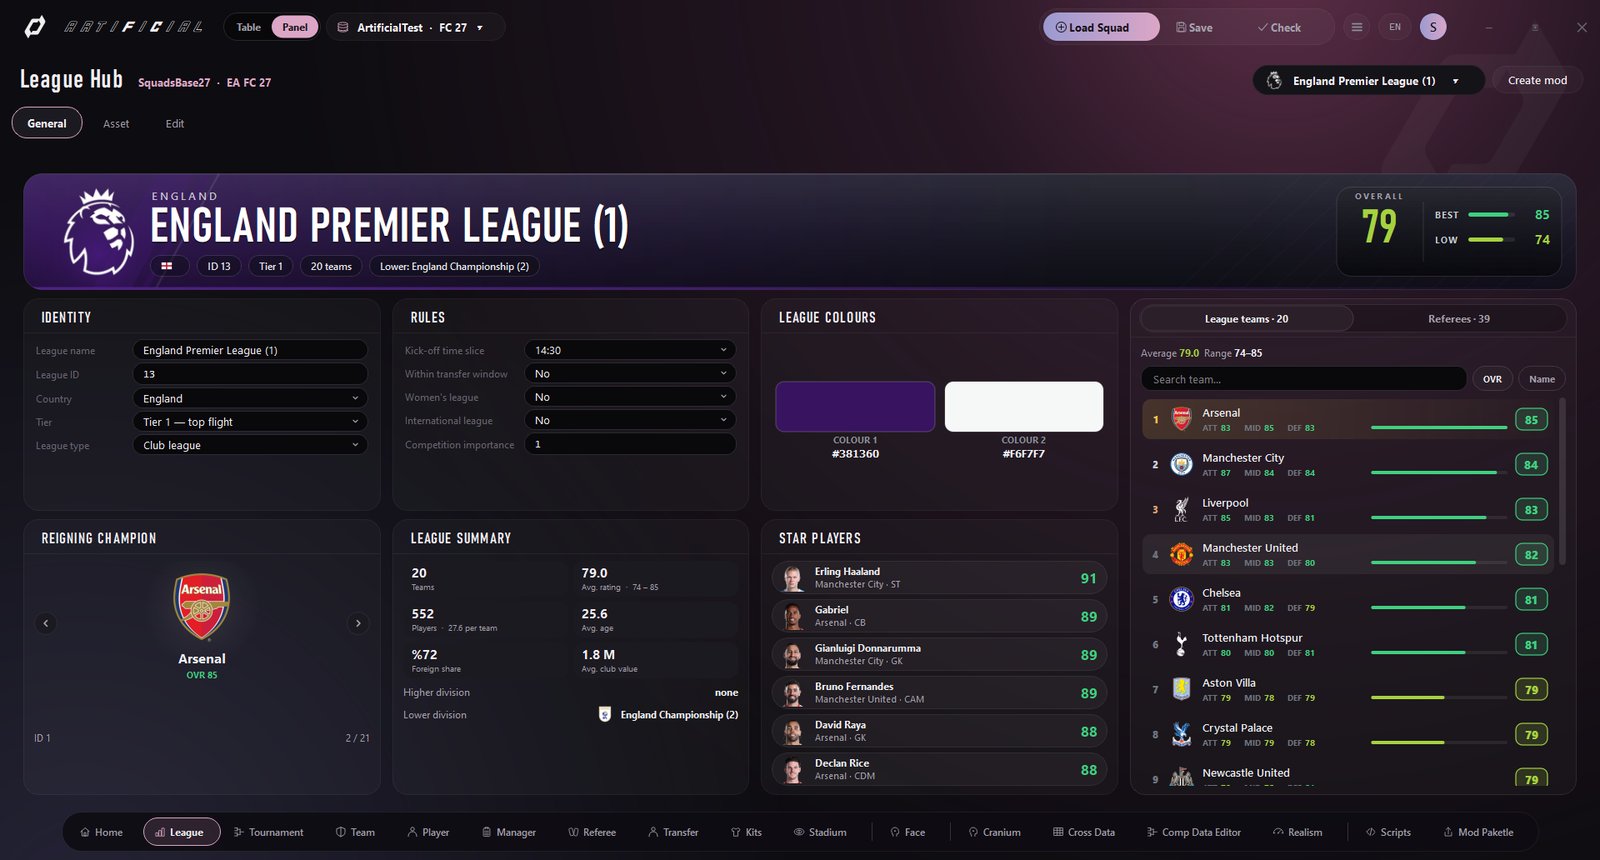 ARTIFICIAL
Table
Panel
ArtificialTest · FC 27
Load Squad
Save
Check
EN
S
League Hub
SquadsBase27 · EA FC 27
England Premier League (1)
Create mod
General
Asset
Edit
ENGLAND
ENGLAND PREMIER LEAGUE (1)
ID 13
Tier 1
20 teams
Lower: England Championship (2)
OVERALL
79
BEST 85
LOW 74
IDENTITY
League name England Premier League (1)
League ID 13
Country England
Tier Tier 1 — top flight
League type Club league
RULES
Kick-off time slice 14:30
Within transfer window No
Women's league No
International league No
Competition importance 1
LEAGUE COLOURS
COLOUR 1
#381360
COLOUR 2
#F6F7F7
REIGNING CHAMPION
Arsenal
Arsenal
OVR 85
ID 1
2 / 21
LEAGUE SUMMARY
20
Teams
79.0
Avg. rating · 74 – 85
552
Players · 27.6 per team
25.6
Avg. age
%72
Foreign share
1.8 M
Avg. club value
Higher division none
Lower division England Championship (2)
STAR PLAYERS
Erling Haaland
Manchester City · ST
91
Gabriel
Arsenal · CB
89
Gianluigi Donnarumma
Manchester City · GK
89
Bruno Fernandes
Manchester United · CAM
89
David Raya
Arsenal · GK
88
Declan Rice
Arsenal · CDM
88
League teams · 20
Referees · 39
Average 79.0 Range 74–85
Search team...
OVR
Name
1
Arsenal
ATT 83 MID 85 DEF 83
85
2
Manchester City
ATT 87 MID 84 DEF 84
84
3
L.F.C.
Liverpool
ATT 85 MID 83 DEF 81
83
4
Manchester United
ATT 83 MID 83 DEF 80
82
5
Chelsea
ATT 81 MID 82 DEF 79
81
6
Tottenham Hotspur
ATT 80 MID 80 DEF 81
81
7
Aston Villa
ATT 79 MID 78 DEF 79
79
8
Crystal Palace
ATT 79 MID 79 DEF 78
79
9
Newcastle United
79
Home
League
Tournament
Team
Player
Manager
Referee
Transfer
Kits
Stadium
Face
Cranium
Cross Data
Comp Data Editor
Realism
Scripts
Mod Paketle